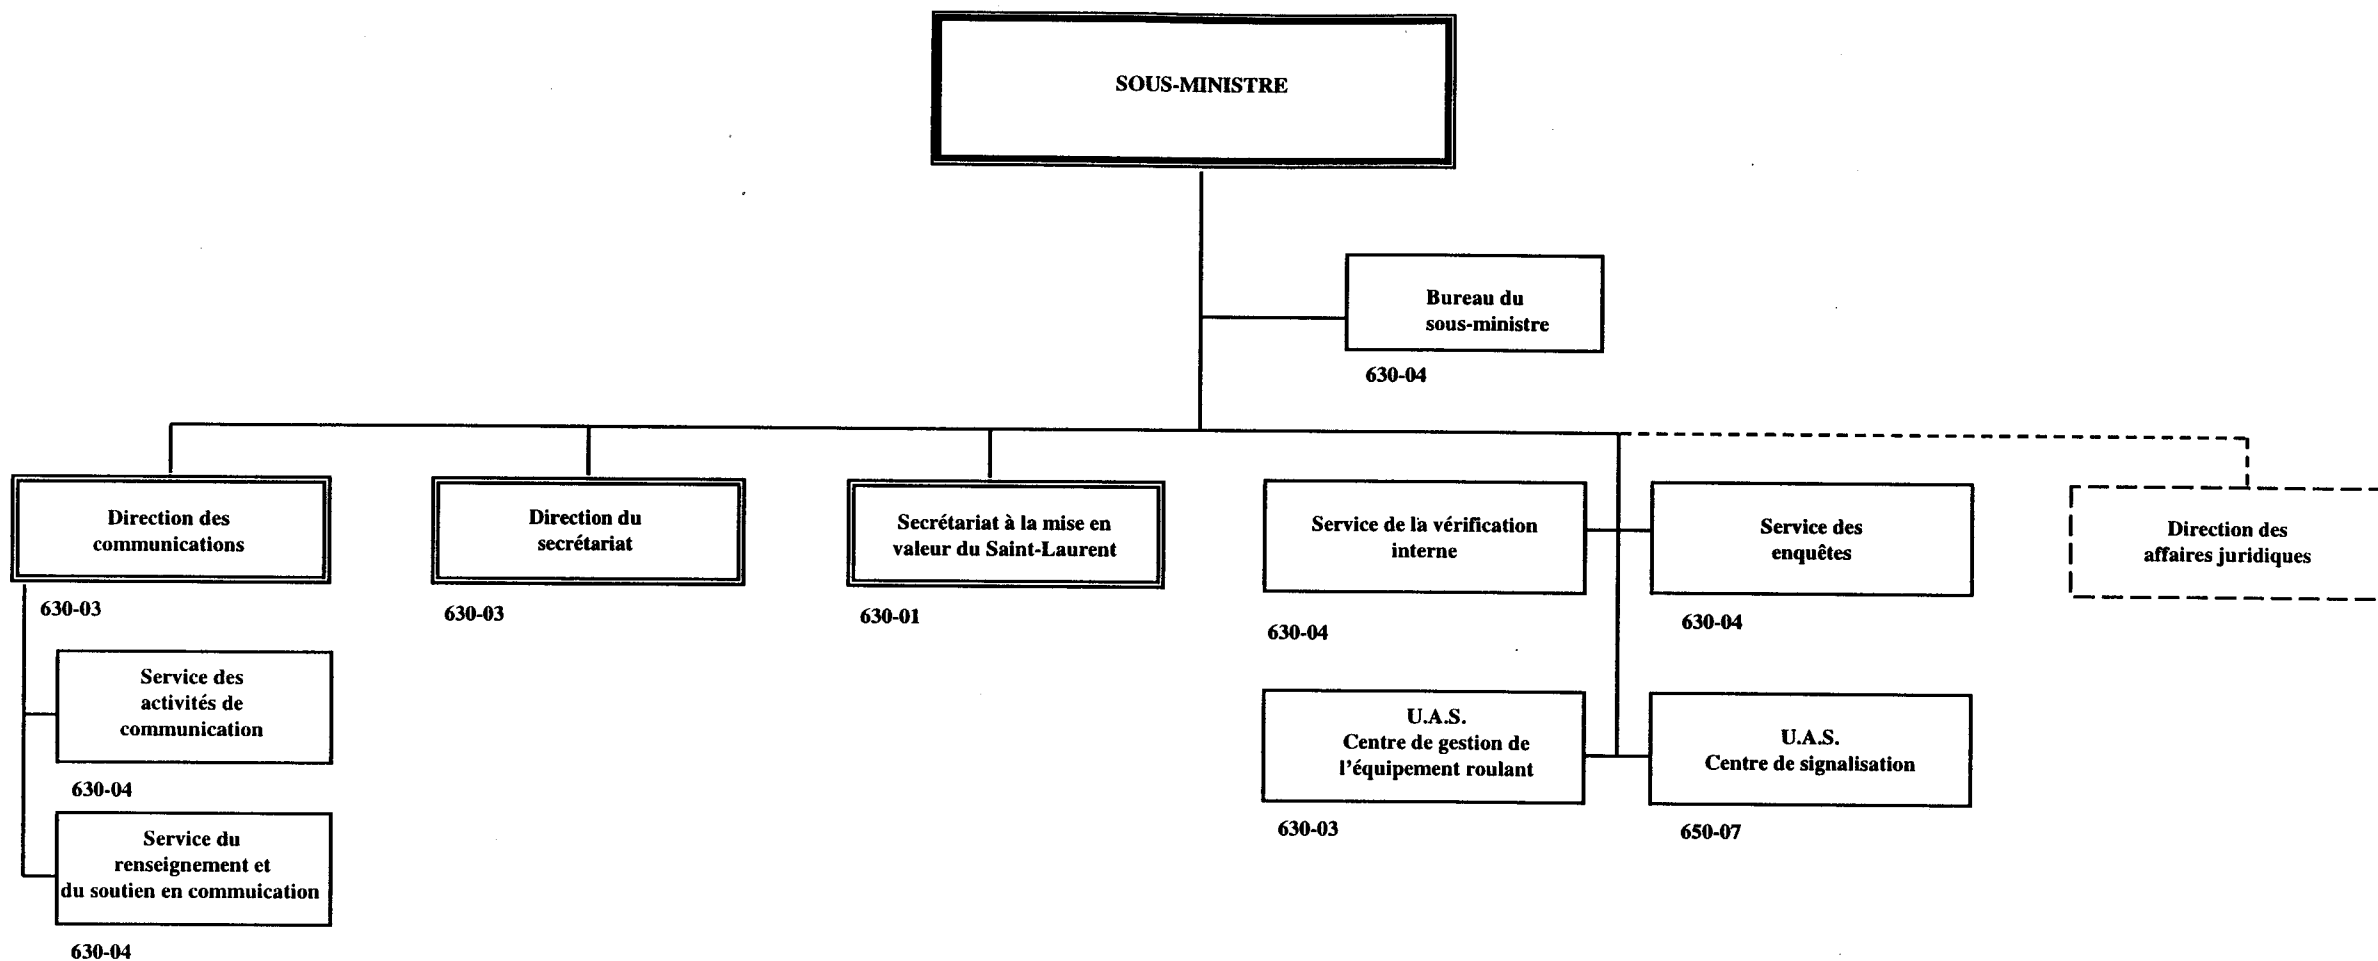 SOUS-MINISTRE
Bureau du
sous-ministre
630-04
Direction des
communications
630-03
Direction du
secrétariat
630-03
Secrétariat à la mise en
valeur du Saint-Laurent
630-01
Service de la vérification
interne
630-04
Service des
enquêtes
630-04
Direction des
affaires juridiques
Service des
activités de
communication
630-04
Service du
renseignement et
du soutien en commuication
630-04
U.A.S.
Centre de gestion de
l'équipement roulant
630-03
U.A.S.
Centre de signalisation
650-07